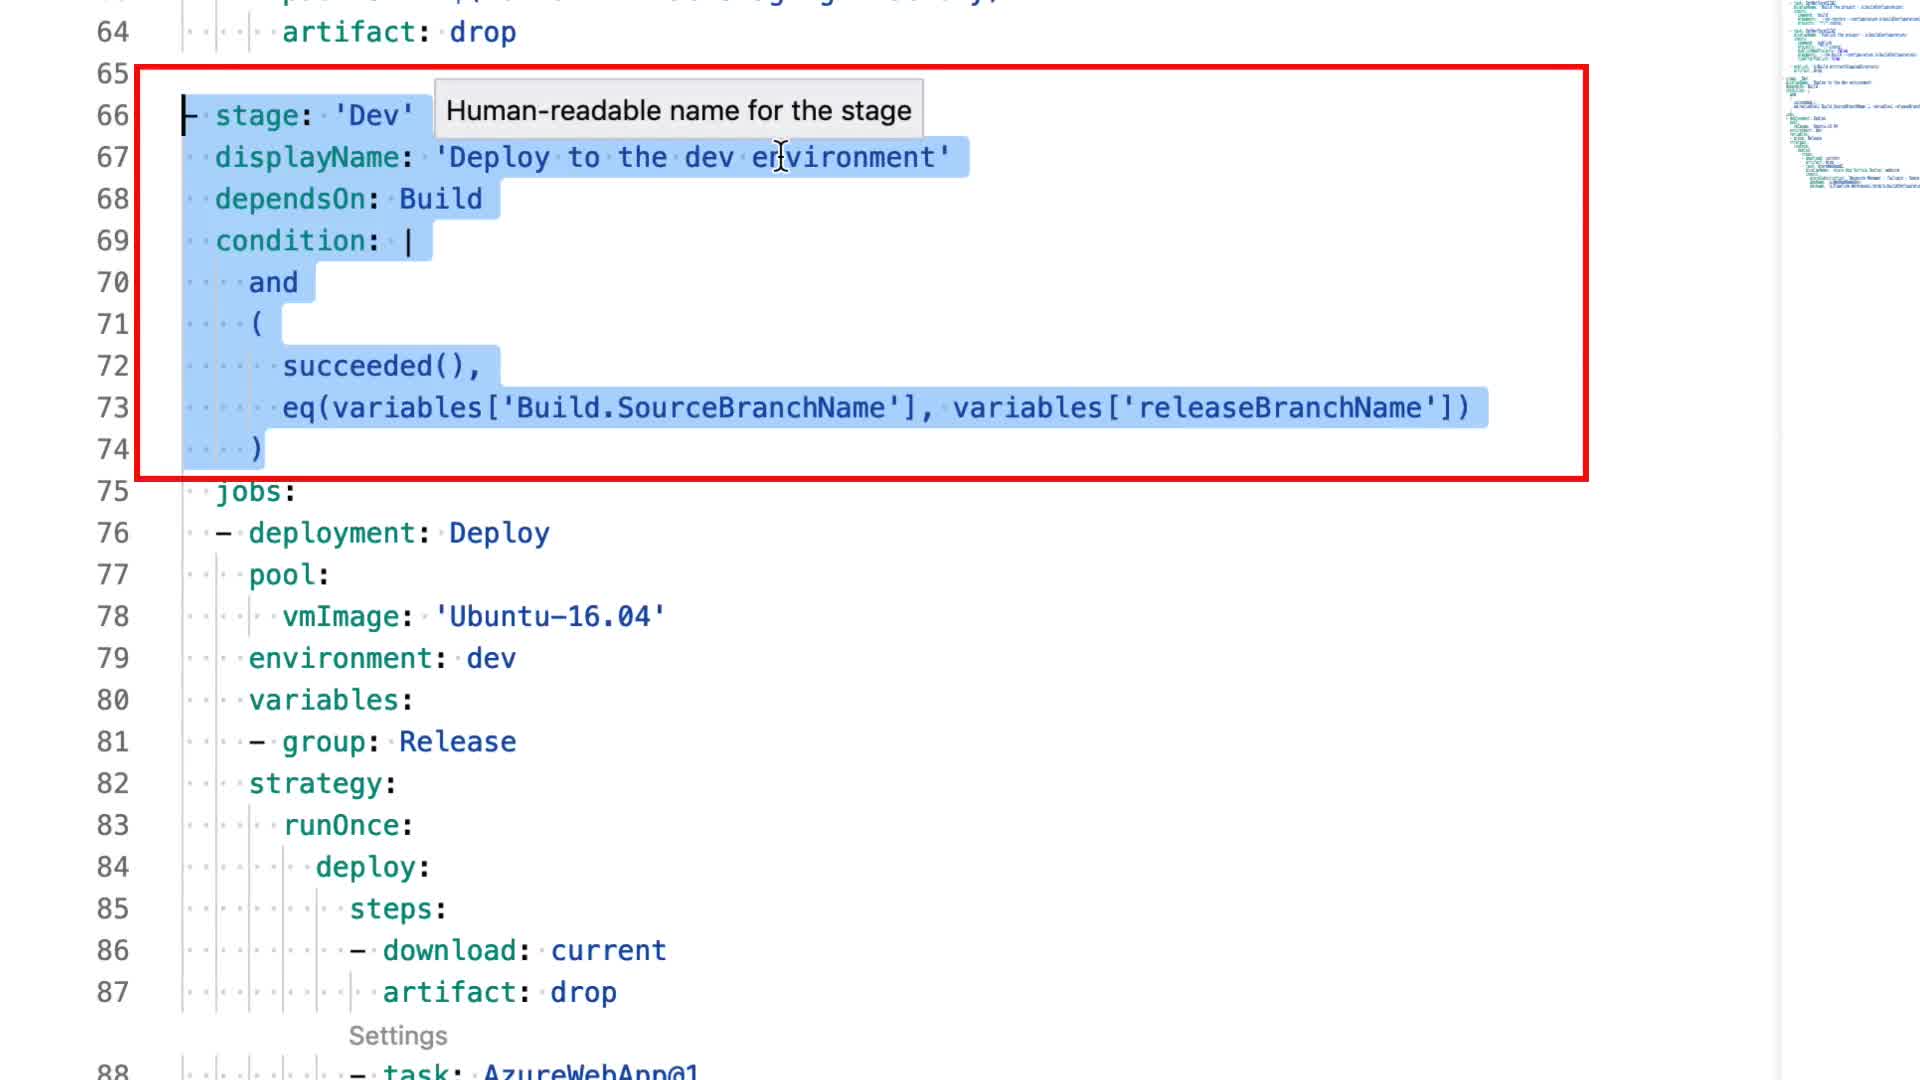 64 artifact: drop
65
66 - stage: 'Dev'
Human-readable name for the stage
67 displayName: 'Deploy to the dev environment'
68 dependsOn: Build
69 condition: |
70 and
71 (
72 succeeded(),
73 eq(variables['Build.SourceBranchName'], variables['releaseBranchName'])
74 )
75 jobs:
76 - deployment: Deploy
77 pool:
78 vmImage: 'Ubuntu-16.04'
79 environment: dev
80 variables:
81 - group: Release
82 strategy:
83 runOnce:
84 deploy:
85 steps:
86 - download: current
87 artifact: drop
Settings
88 - task: AzureWebApp@1